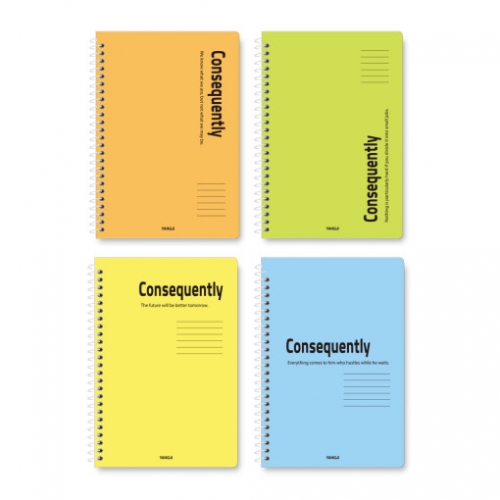 Consequently
We know what we are, but not what we may be.
Consequently
Nothing is particularly hard if you divide it into small jobs.
Consequently
The future will be better tomorrow.
Consequently
Everything comes to him who hustles while he waits.